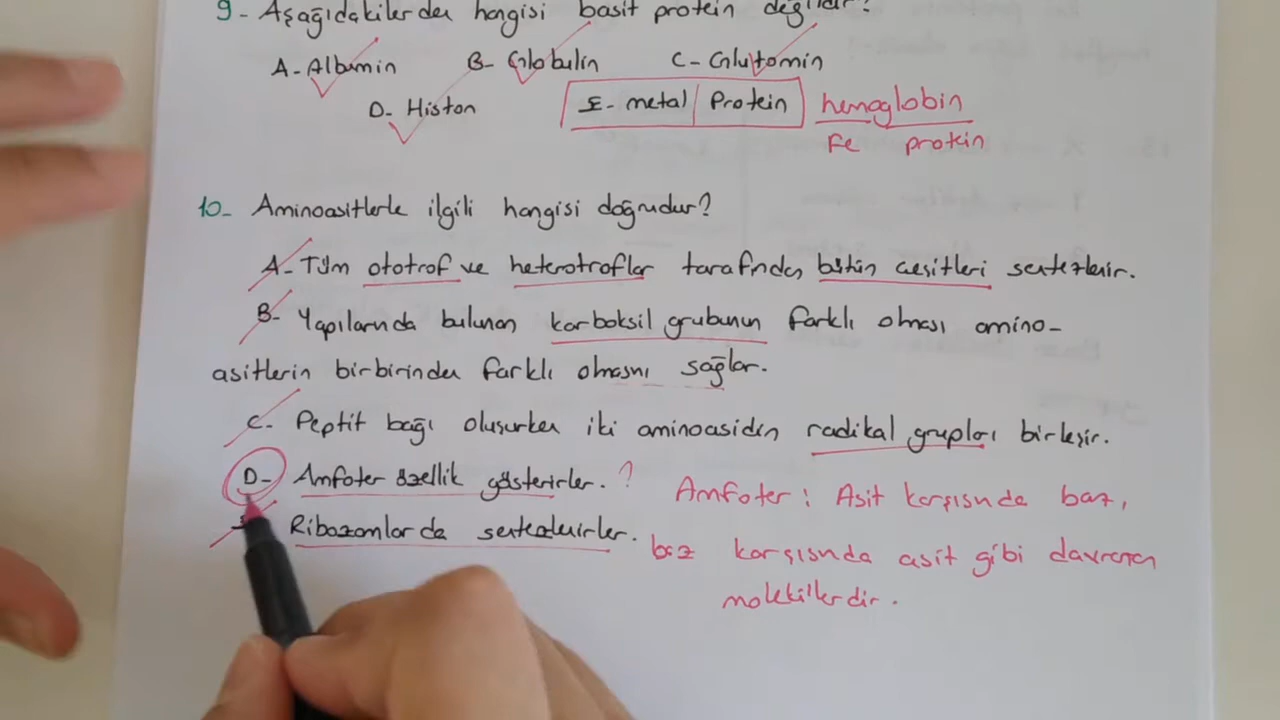 9- Aşağıdakilerden hangisi basit protein değildir?
A- Albümin B- Globulin C- Glutamin
D- Histon E- metal Protein hemoglobin
Fe protein
10- Aminoasitlerle ilgili hangisi doğrudur?
A- Tüm ototrof ve heterotroflar tarafından bütün çeşitleri sentezlenir.
B- Yapılarında bulunan karboksil grubunun farklı olması amino-
asitlerin birbirinden farklı olmasını sağlar.
C- Peptit bağı oluşurken iki aminoasidin radikal grupları birleşir.
D- Amfoter özellik gösterirler. ? Amfoter: Asit karşısında baz,
Ribozomlarda sentezlenirler. baz karşısında asit gibi davranan
moleküllerdir.